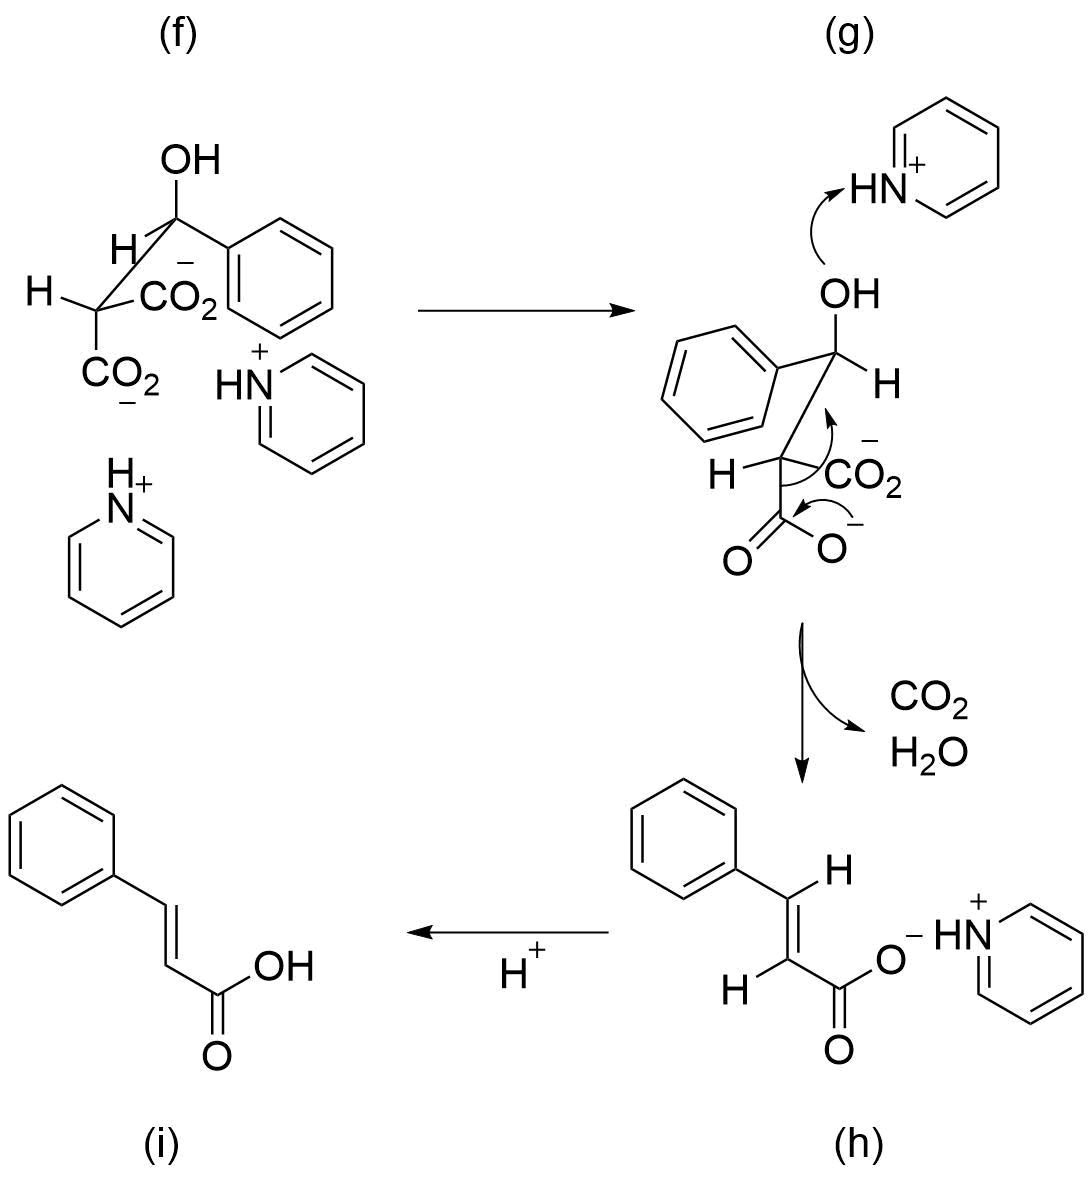 (f)
(g)
OH
H
H
CO2 −
CO2 −
HN +
H
N +
HN +
OH
H
H
CO2 −
O
O −
CO2
H2O
H
H
O −
HN +
O
H +
OH
O
(i)
(h)